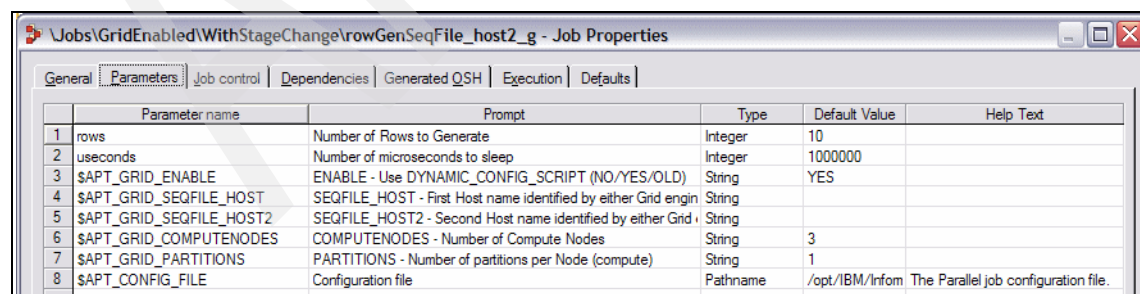 \Jobs\GridEnabled\WithStageChange\rowGenSeqFile_host2_g - Job Properties
General Parameters Job control Dependencies Generated OSH Execution Defaults
Parameter name Prompt Type Default Value Help Text
1 rows Number of Rows to Generate Integer 10
2 useconds Number of microseconds to sleep Integer 1000000
3 $APT_GRID_ENABLE ENABLE - Use DYNAMIC_CONFIG_SCRIPT (NO/YES/OLD) String YES
4 $APT_GRID_SEQFILE_HOST SEQFILE_HOST - First Host name identified by either Grid engin String
5 $APT_GRID_SEQFILE_HOST2 SEQFILE_HOST2 - Second Host name identified by either Grid String
6 $APT_GRID_COMPUTENODES COMPUTENODES - Number of Compute Nodes String 3
7 $APT_GRID_PARTITIONS PARTITIONS - Number of partitions per Node (compute) String 1
8 $APT_CONFIG_FILE Configuration file Pathname /opt/IBM/Infom The Parallel job configuration file.